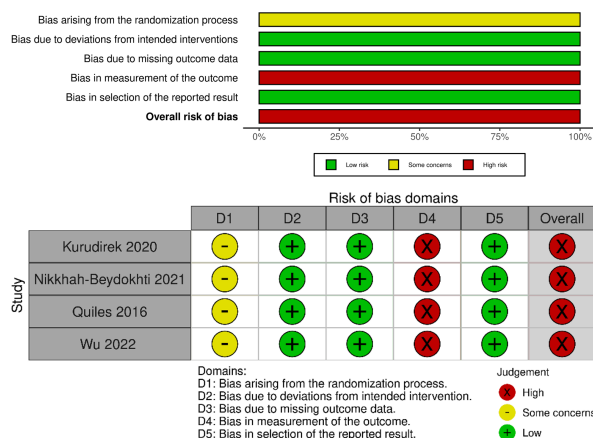 Bias arising from the randomization process
Bias due to deviations from intended interventions
Bias due to missing outcome data
Bias in measurement of the outcome
Bias in selection of the reported result
Overall risk of bias
0% 25% 50% 75% 100%
Low risk Some concerns High risk
Risk of bias domains
D1 D2 D3 D4 D5 Overall
Study
Kurudirek 2020 - + + X + X
Nikkhah-Beydokhti 2021 - + + X + X
Quiles 2016 - + + X + X
Wu 2022 - + + X + X
Domains:
D1: Bias arising from the randomization process.
D2: Bias due to deviations from intended intervention.
D3: Bias due to missing outcome data.
D4: Bias in measurement of the outcome.
D5: Bias in selection of the reported result.
Judgement
X High
- Some concerns
+ Low